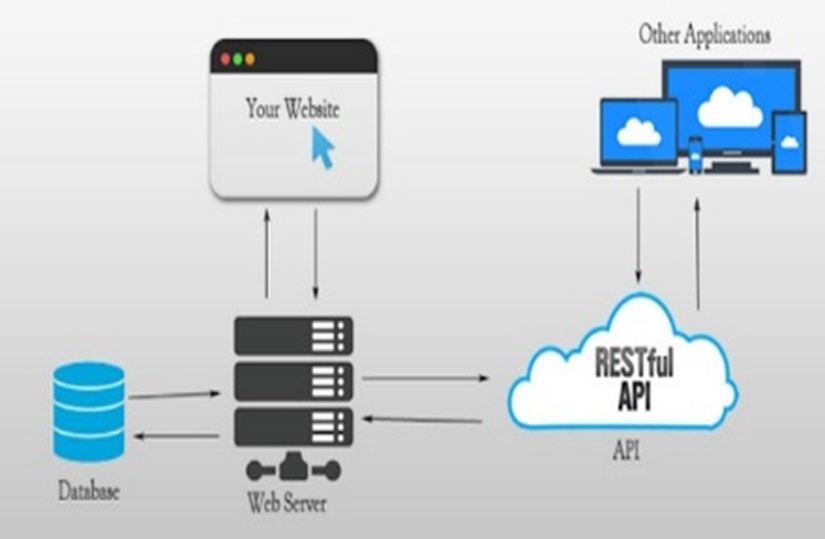 Other Applications
Your Website
RESTful
API
API
Database
Web Server